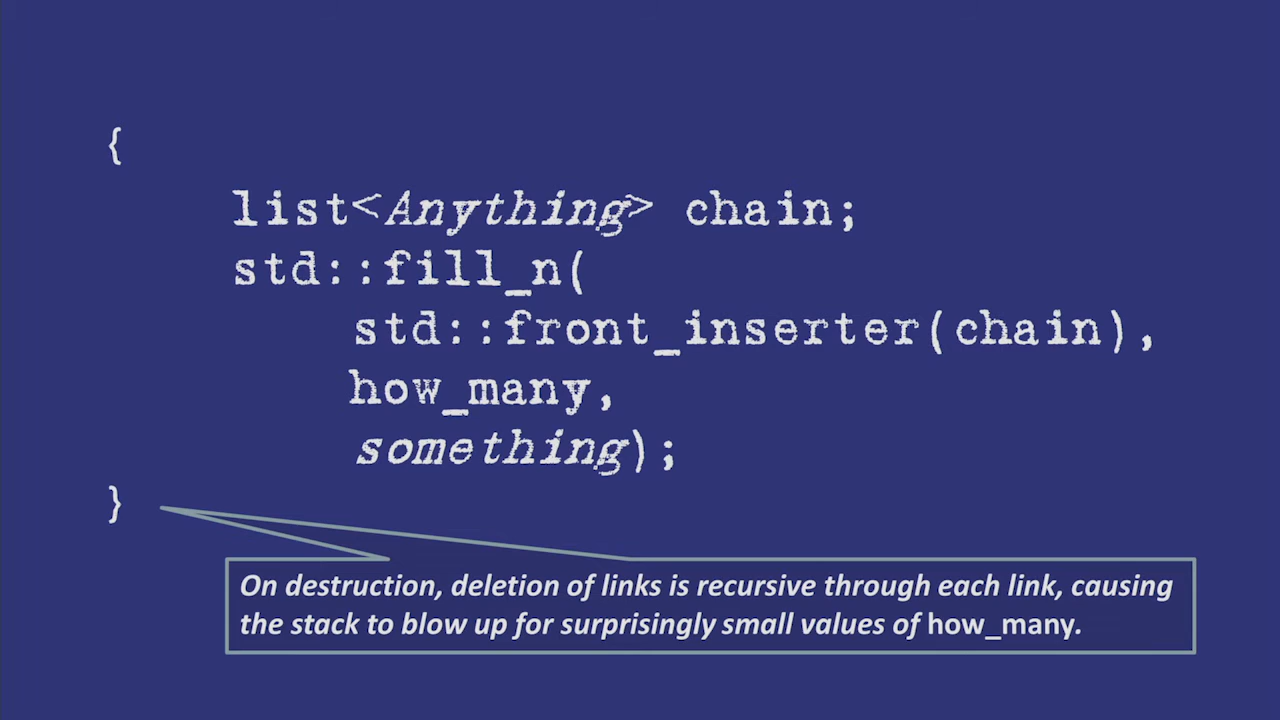 {
list<Anything> chain;
std::fill_n(
std::front_inserter(chain),
how_many,
something);
}
On destruction, deletion of links is recursive through each link, causing
the stack to blow up for surprisingly small values of how_many.